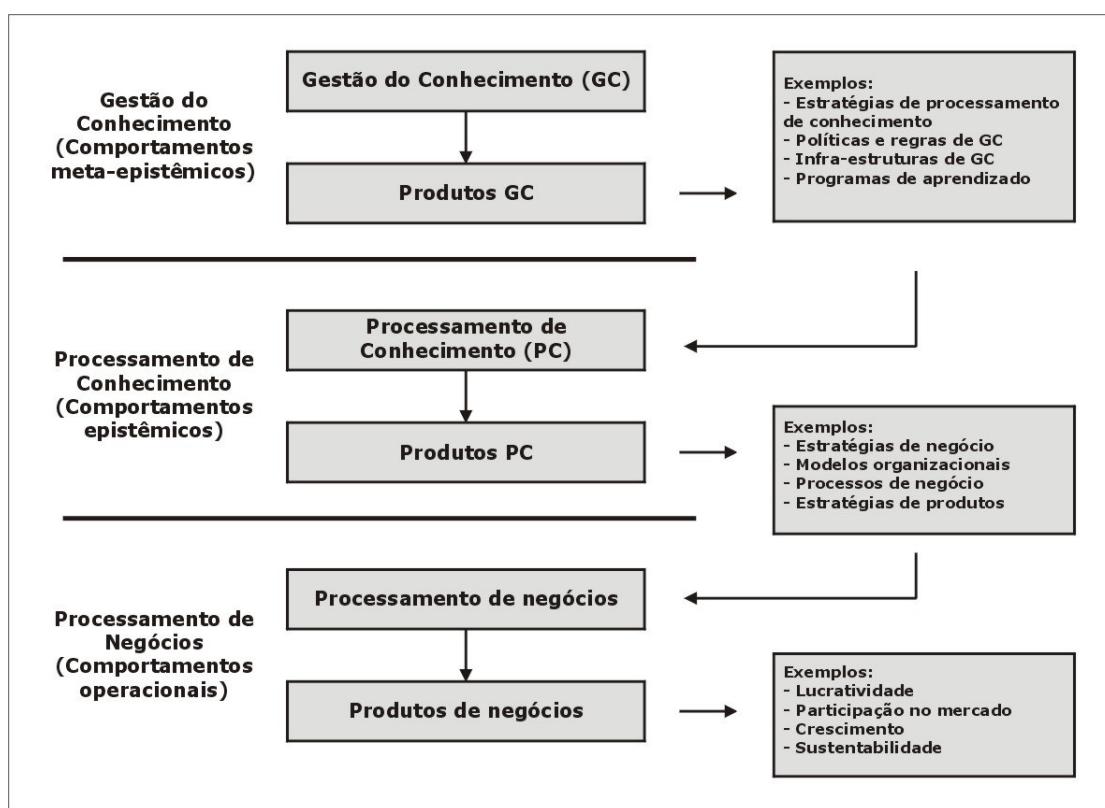 Gestão do
Conhecimento
(Comportamentos
meta-epistêmicos)
Gestão do Conhecimento (GC)
Produtos GC
Exemplos:
- Estratégias de processamento
de conhecimento
- Políticas e regras de GC
- Infra-estruturas de GC
- Programas de aprendizado
Processamento de
Conhecimento
(Comportamentos
epistêmicos)
Processamento de
Conhecimento (PC)
Produtos PC
Exemplos:
- Estratégias de negócio
- Modelos organizacionais
- Processos de negócio
- Estratégias de produtos
Processamento de
Negócios
(Comportamentos
operacionais)
Processamento de negócios
Produtos de negócios
Exemplos:
- Lucratividade
- Participação no mercado
- Crescimento
- Sustentabilidade